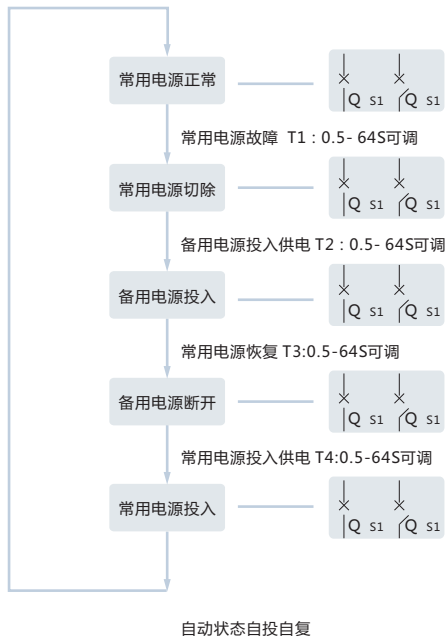 常用电源正常
Q S1 Q S1
常用电源故障 T1：0.5- 64S可调
常用电源切除
Q S1 Q S1
备用电源投入供电 T2：0.5- 64S可调
备用电源投入
Q S1 Q S1
常用电源恢复 T3:0.5-64S可调
备用电源断开
Q S1 Q S1
常用电源投入供电 T4:0.5-64S可调
常用电源投入
Q S1 Q S1
自动状态自投自复